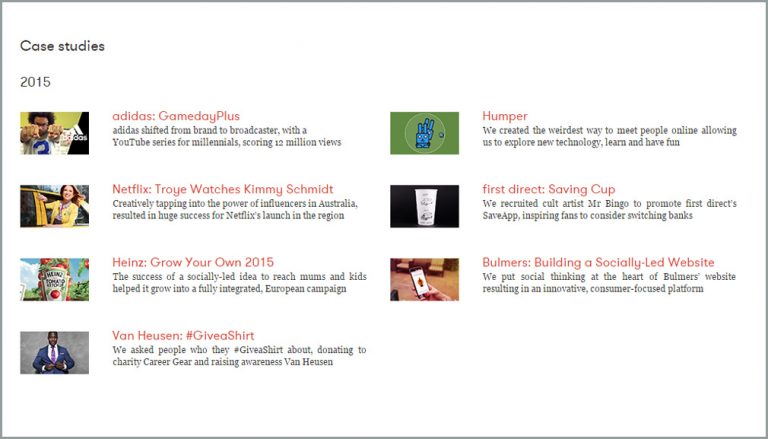 Case studies
2015
adidas: GamedayPlus
adidas shifted from brand to broadcaster, with a
YouTube series for millennials, scoring 12 million views
Humper
We created the weirdest way to meet people online allowing
us to explore new technology, learn and have fun
Netflix: Troye Watches Kimmy Schmidt
Creatively tapping into the power of influencers in Australia,
resulted in huge success for Netflix's launch in the region
first direct: Saving Cup
We recruited cult artist Mr Bingo to promote first direct's
SaveApp, inspiring fans to consider switching banks
Heinz: Grow Your Own 2015
The success of a socially-led idea to reach mums and kids
helped it grow into a fully integrated, European campaign
Bulmers: Building a Socially-Led Website
We put social thinking at the heart of Bulmers' website
resulting in an innovative, consumer-focused platform
Van Heusen: #GiveaShirt
We asked people who they #GiveaShirt about, donating to
charity Career Gear and raising awareness Van Heusen
adidas
HEINZ
TOMATO
KETCHUP